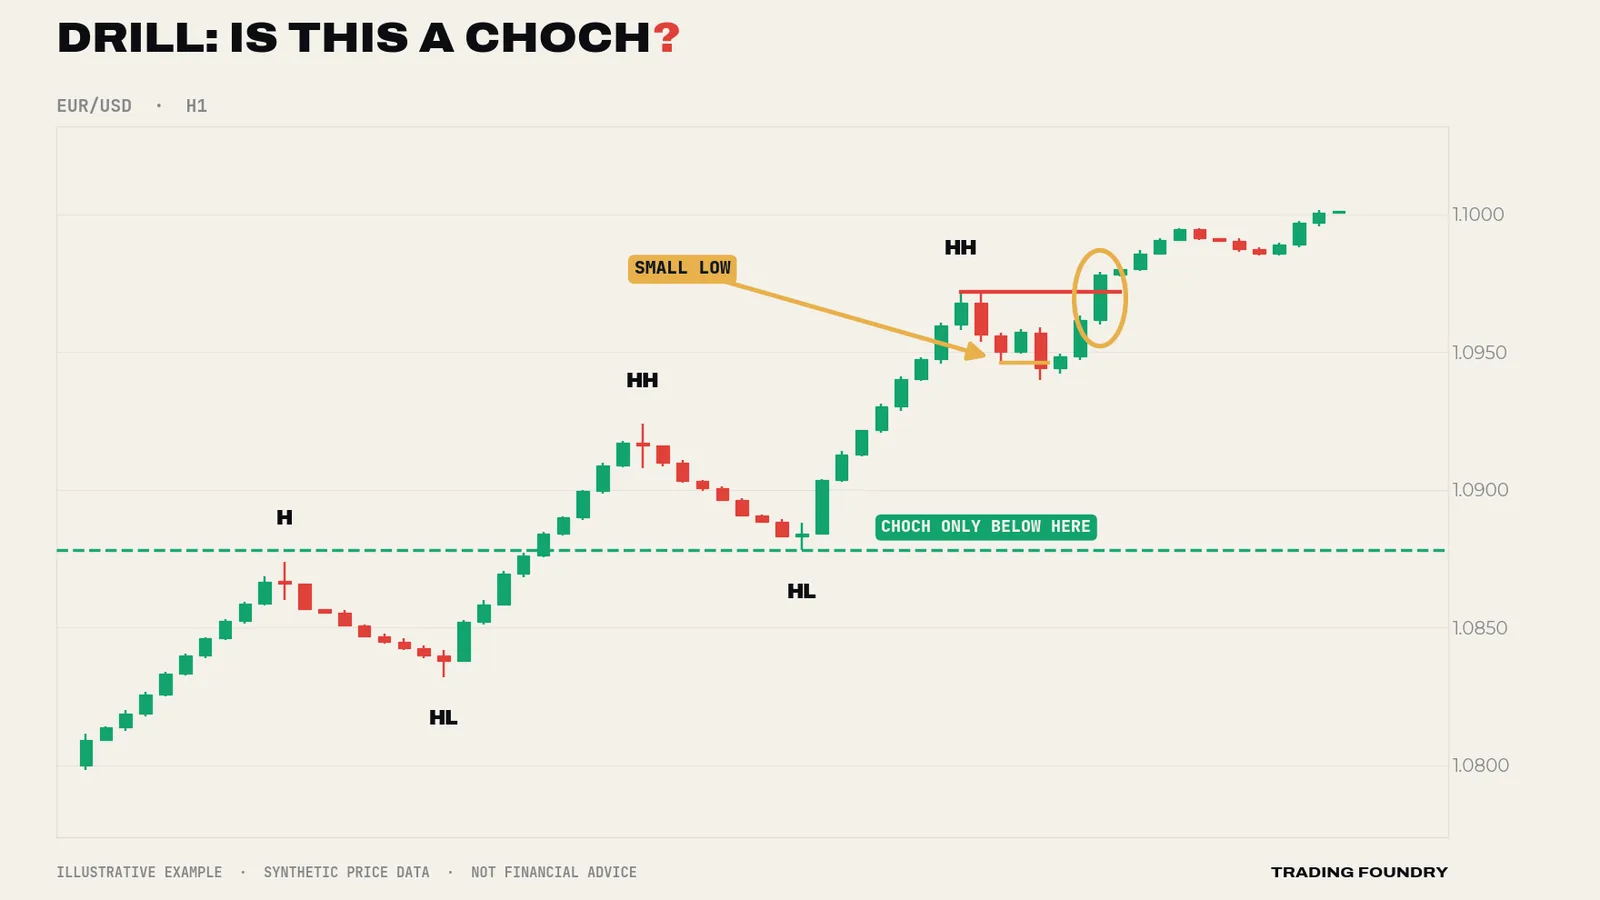 DRILL: IS THIS A CHOCH?
EUR/USD · H1
1.1000
HH
SMALL LOW
1.0950
HH
1.0900
H
CHOCH ONLY BELOW HERE
HL
1.0850
HL
1.0800
ILLUSTRATIVE EXAMPLE · SYNTHETIC PRICE DATA · NOT FINANCIAL ADVICE
TRADING FOUNDRY